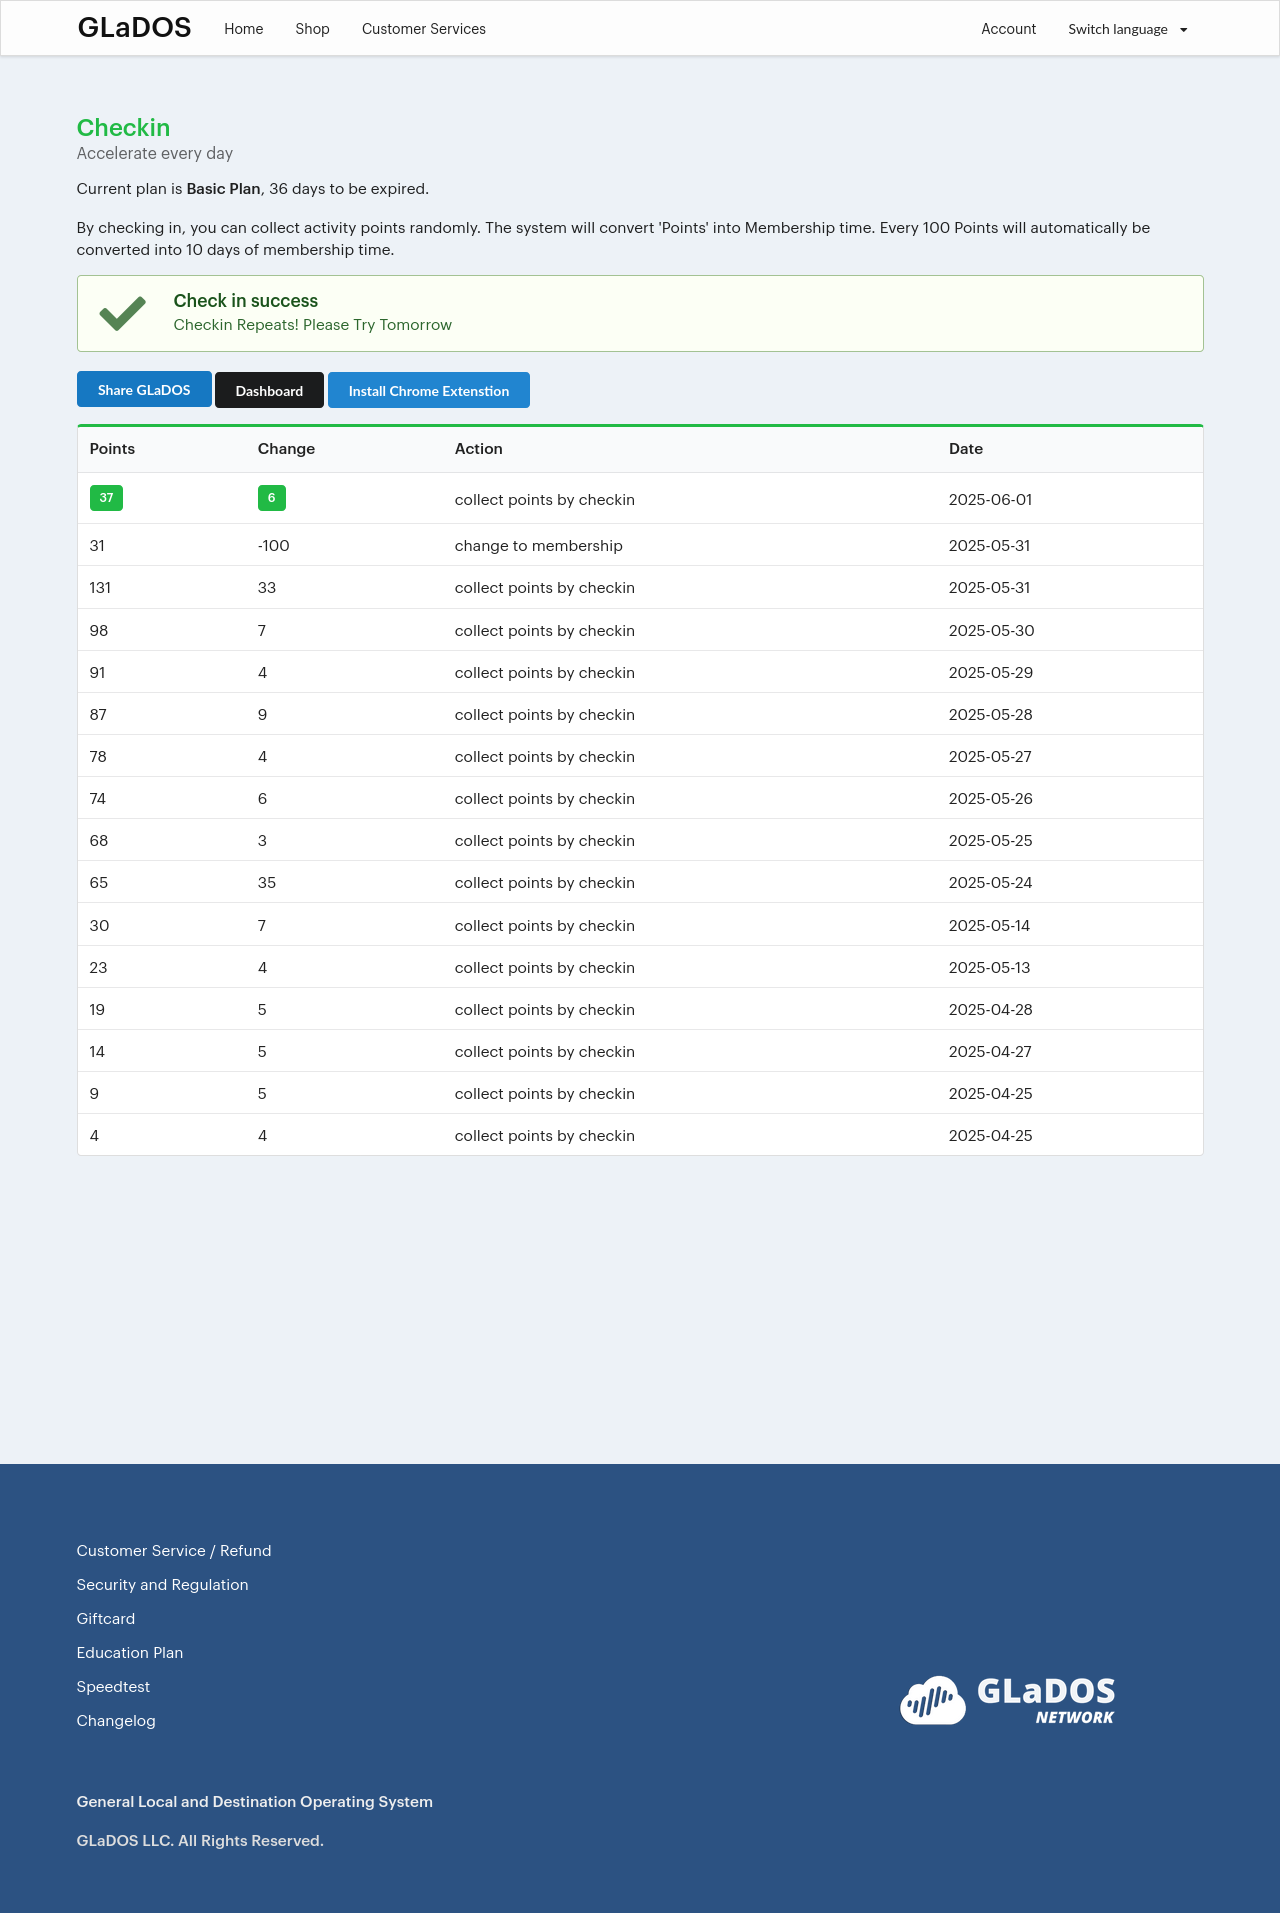 GLaDOS Home Shop Customer Services Account Switch language
Checkin
Accelerate every day
Current plan is Basic Plan, 36 days to be expired.
By checking in, you can collect activity points randomly. The system will convert 'Points' into Membership time. Every 100 Points will automatically be
converted into 10 days of membership time.
Check in success
Checkin Repeats! Please Try Tomorrow
Share GLaDOS Dashboard Install Chrome Extenstion
Points Change Action Date
37 6 collect points by checkin 2025-06-01
31 -100 change to membership 2025-05-31
131 33 collect points by checkin 2025-05-31
98 7 collect points by checkin 2025-05-30
91 4 collect points by checkin 2025-05-29
87 9 collect points by checkin 2025-05-28
78 4 collect points by checkin 2025-05-27
74 6 collect points by checkin 2025-05-26
68 3 collect points by checkin 2025-05-25
65 35 collect points by checkin 2025-05-24
30 7 collect points by checkin 2025-05-14
23 4 collect points by checkin 2025-05-13
19 5 collect points by checkin 2025-04-28
14 5 collect points by checkin 2025-04-27
9 5 collect points by checkin 2025-04-25
4 4 collect points by checkin 2025-04-25
Customer Service / Refund
Security and Regulation
Giftcard
Education Plan
Speedtest
Changelog
GLaDOS
NETWORK
General Local and Destination Operating System
GLaDOS LLC. All Rights Reserved.